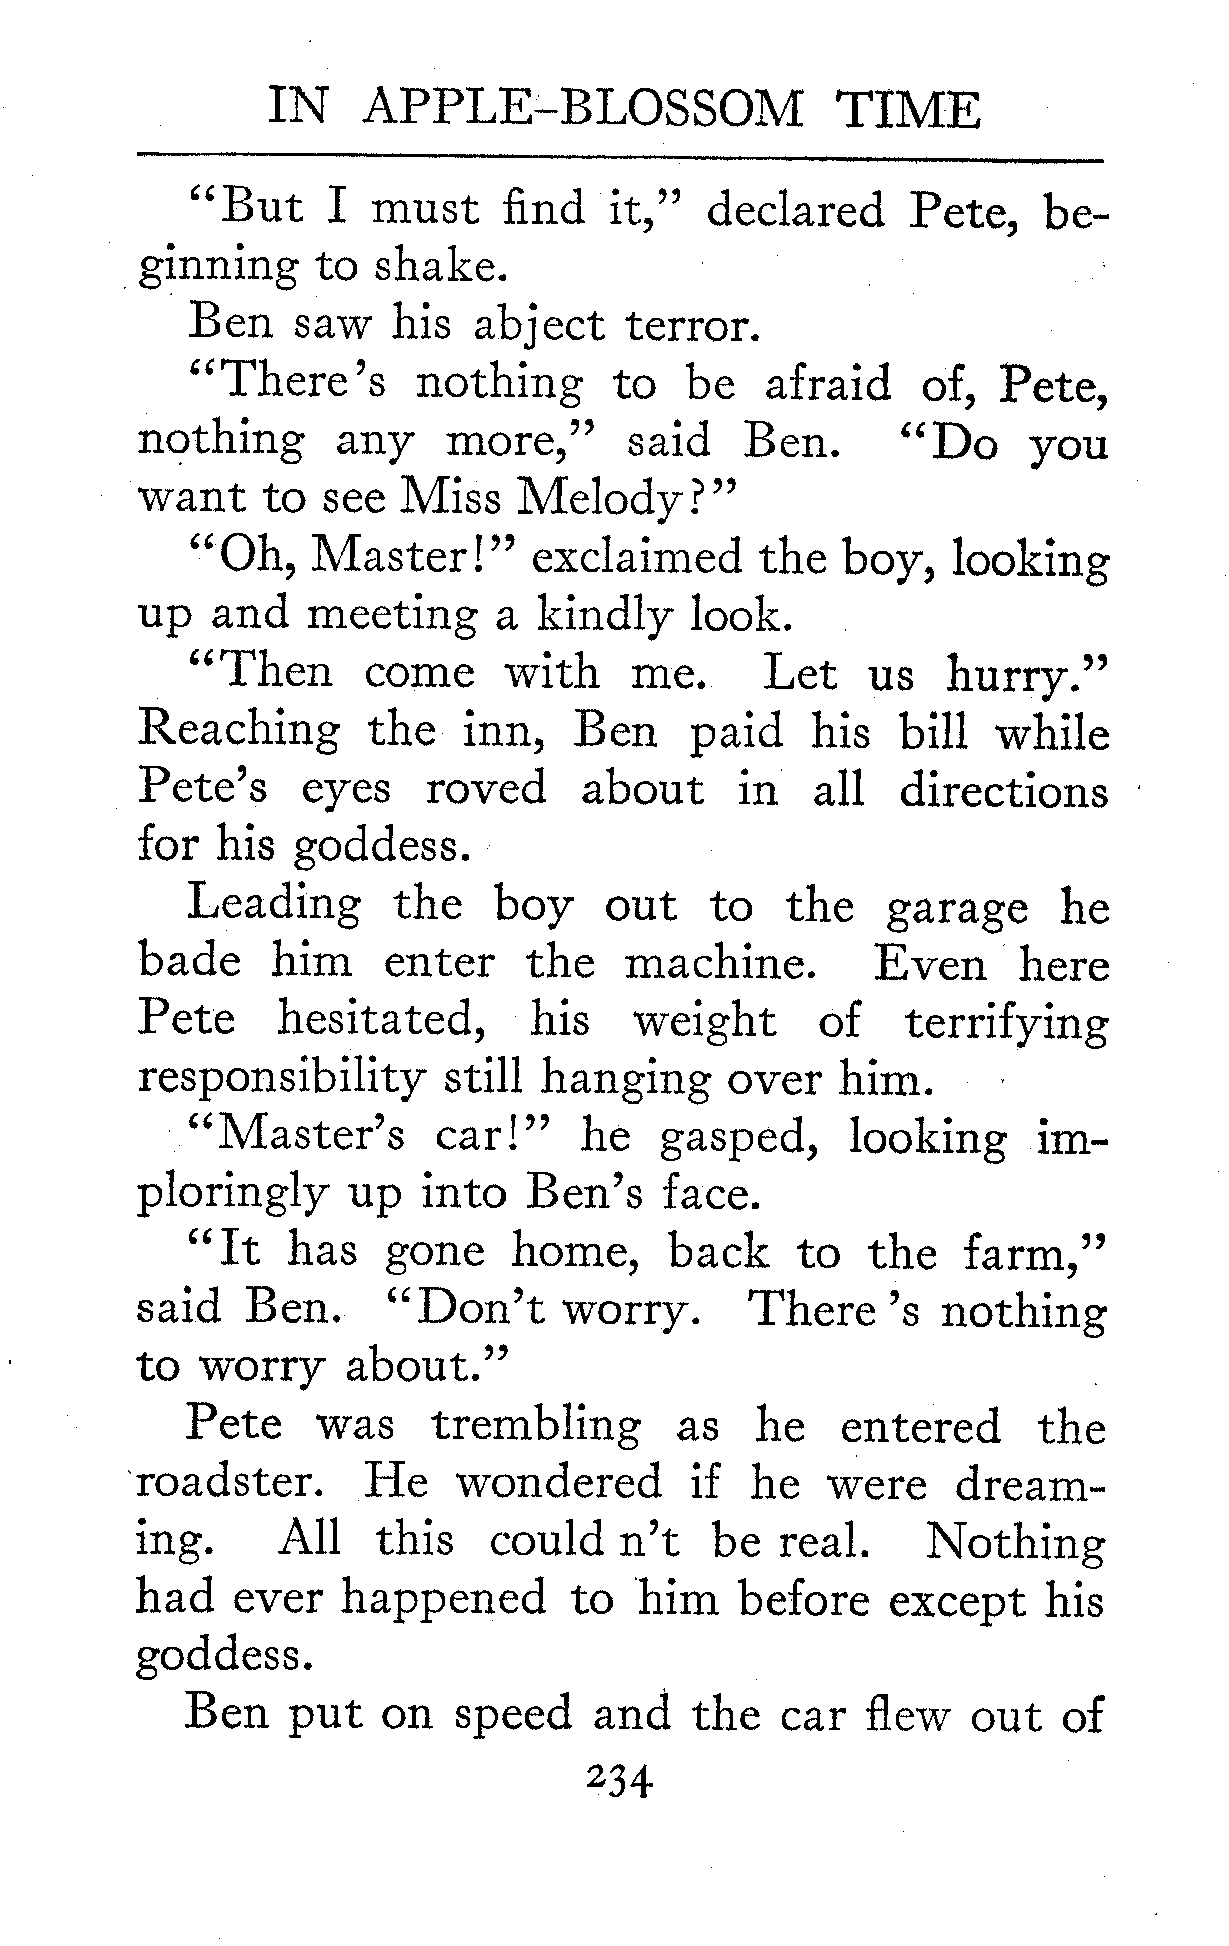 IN APPLE-BLOSSOM TIME
“But I must find it,” declared Pete, be-
ginning to shake.
Ben saw his abject terror.
“There’s nothing to be afraid of, Pete,
nothing any more,” said Ben. “Do you
want to see Miss Melody?”
“Oh, Master!” exclaimed the boy, looking
up and meeting a kindly look.
“Then come with me. Let us hurry.”
Reaching the inn, Ben paid his bill while
Pete’s eyes roved about in all directions
for his goddess.
Leading the boy out to the garage he
bade him enter the machine. Even here
Pete hesitated, his weight of terrifying
responsibility still hanging over him.
“Master’s car!” he gasped, looking im-
ploringly up into Ben’s face.
“It has gone home, back to the farm,”
said Ben. “Don’t worry. There ’s nothing
to worry about.”
Pete was trembling as he entered the
roadster. He wondered if he were dream-
ing. All this could n’t be real. Nothing
had ever happened to him before except his
goddess.
Ben put on speed and the car flew out of
234